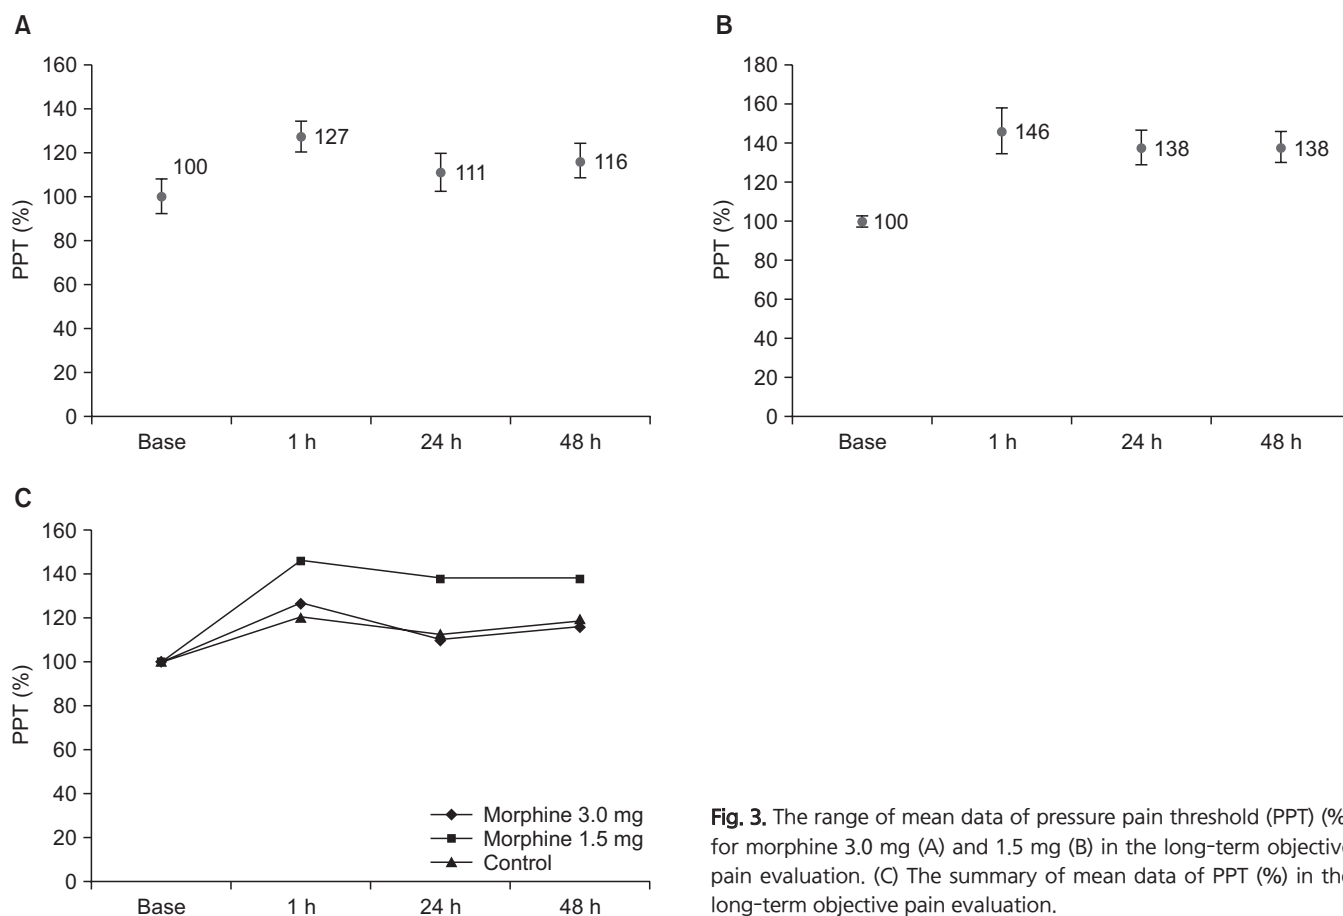 A
160
140
120
100
80
60
40
20
0
PPT (%)
100
127
111
116
Base 1 h 24 h 48 h
B
180
160
140
120
100
80
60
40
20
0
PPT (%)
100
146
138
138
Base 1 h 24 h 48 h
C
160
140
120
100
80
60
40
20
0
PPT (%)
Morphine 3.0 mg
Morphine 1.5 mg
Control
Base 1 h 24 h 48 h
Fig. 3. The range of mean data of pressure pain threshold (PPT) (%
for morphine 3.0 mg (A) and 1.5 mg (B) in the long-term objective
pain evaluation. (C) The summary of mean data of PPT (%) in the
long-term objective pain evaluation.